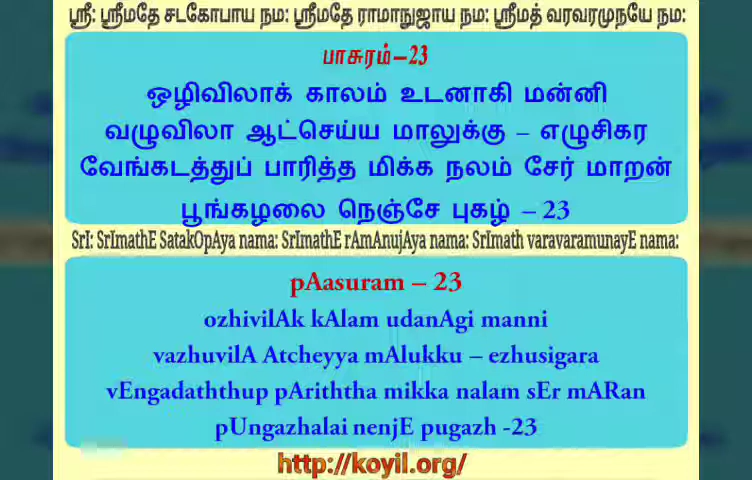 ஸ்ரீ: ஸ்ரீமதே சடகோபாய நம: ஸ்ரீமதே ராமாநுஜாய நம: ஸ்ரீமத் வரவரமுநயே நம:
பாசுரம்–23
ஒழிவிலாக் காலம் உடனாகி மன்னி
வழுவிலா ஆட்செய்ய மாலுக்கு – எழுசிகர
வேங்கடத்துப் பாரித்த மிக்க நலம் சேர் மாறன்
பூங்கழலை நெஞ்சே புகழ் – 23
SrI: SrImathE SatakOpAya nama: SrImathE rAmAnujAya nama: SrImath varavaramunayE nama:
pAasuram – 23
ozhivilAk kAlam udanAgi manni
vazhuvilA Atcheyya mAlukku – ezhusigara
vEngadaththup pAriththa mikka nalam sEr mARan
pUngazhalai nenjE pugazh -23
http://koyil.org/